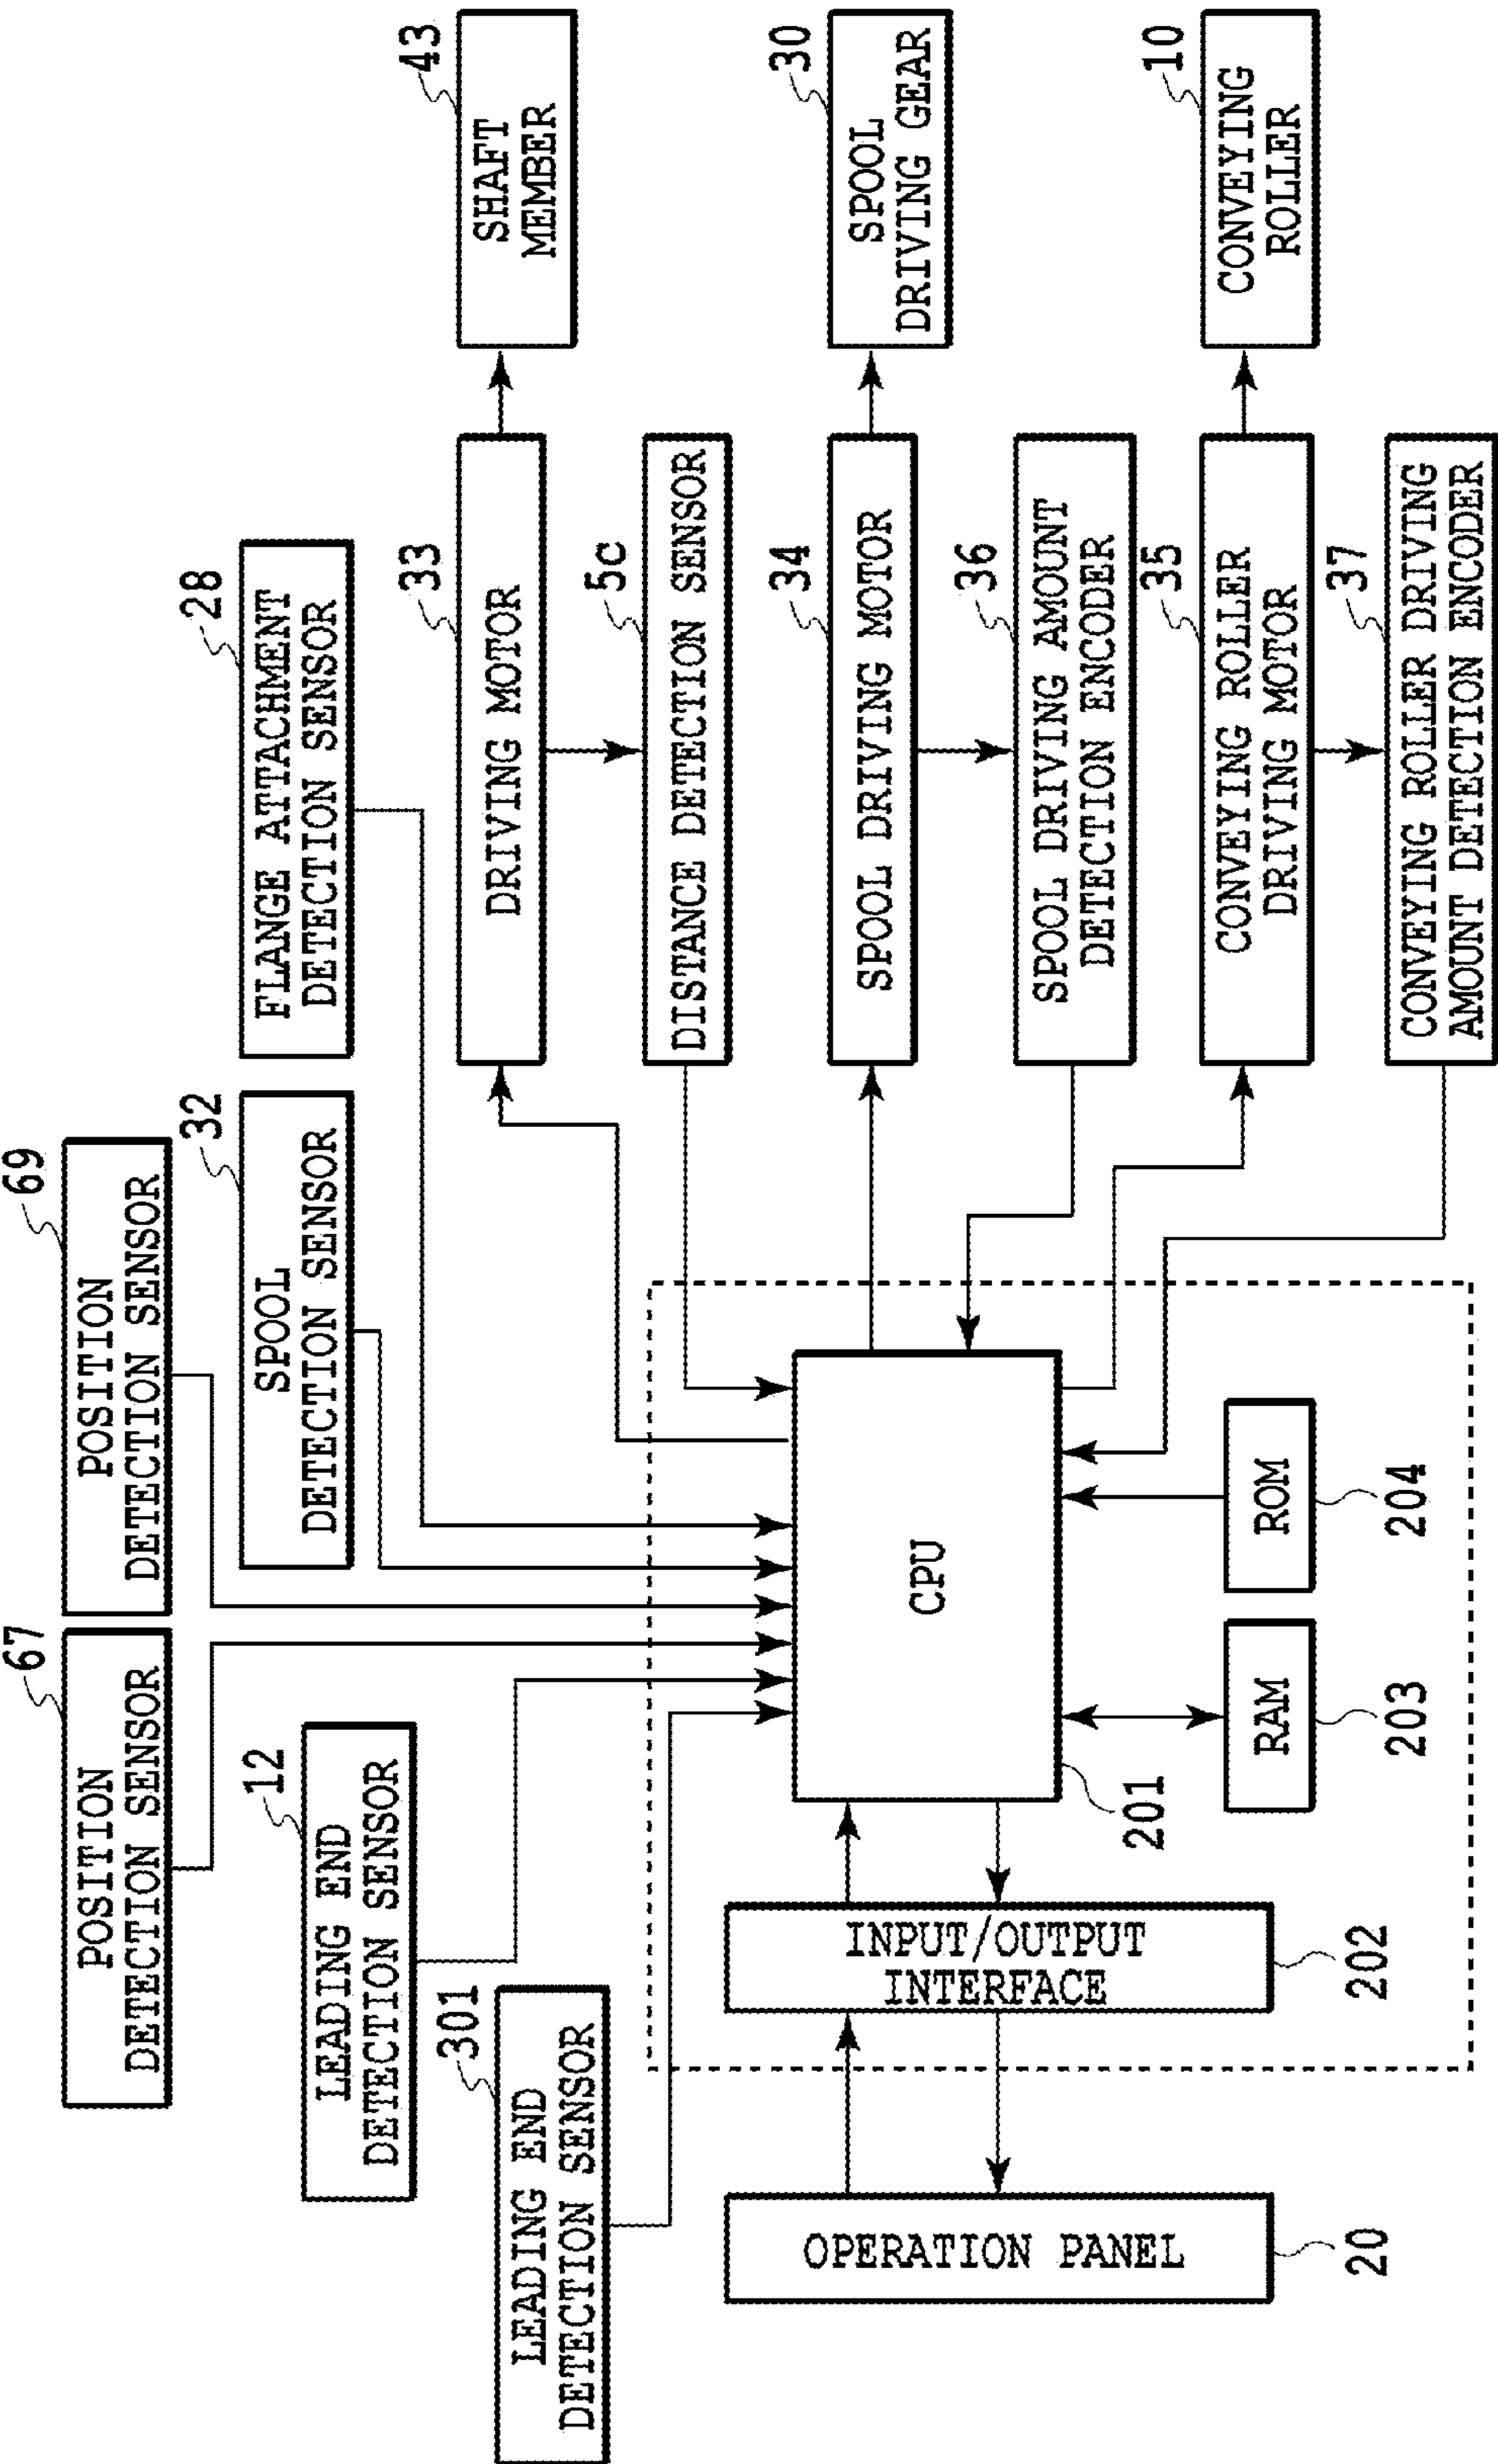 67
POSITION
DETECTION SENSOR
69
POSITION
DETECTION SENSOR
12
LEADING END
DETECTION SENSOR
32
SPOOL
DETECTION SENSOR
28
FLANGE ATTACHMENT
DETECTION SENSOR
301
LEADING END
DETECTION SENSOR
33
DRIVING MOTOR
43
SHAFT
MEMBER
5c
DISTANCE DETECTION SENSOR
OPERATION PANEL
20
INPUT/OUTPUT
INTERFACE
202
CPU
201
RAM
203
ROM
204
34
SPOOL DRIVING MOTOR
30
SPOOL
DRIVING GEAR
36
SPOOL DRIVING AMOUNT
DETECTION ENCODER
35
CONVEYING ROLLER
DRIVING MOTOR
10
CONVEYING
ROLLER
37
CONVEYING ROLLER DRIVING
AMOUNT DETECTION ENCODER